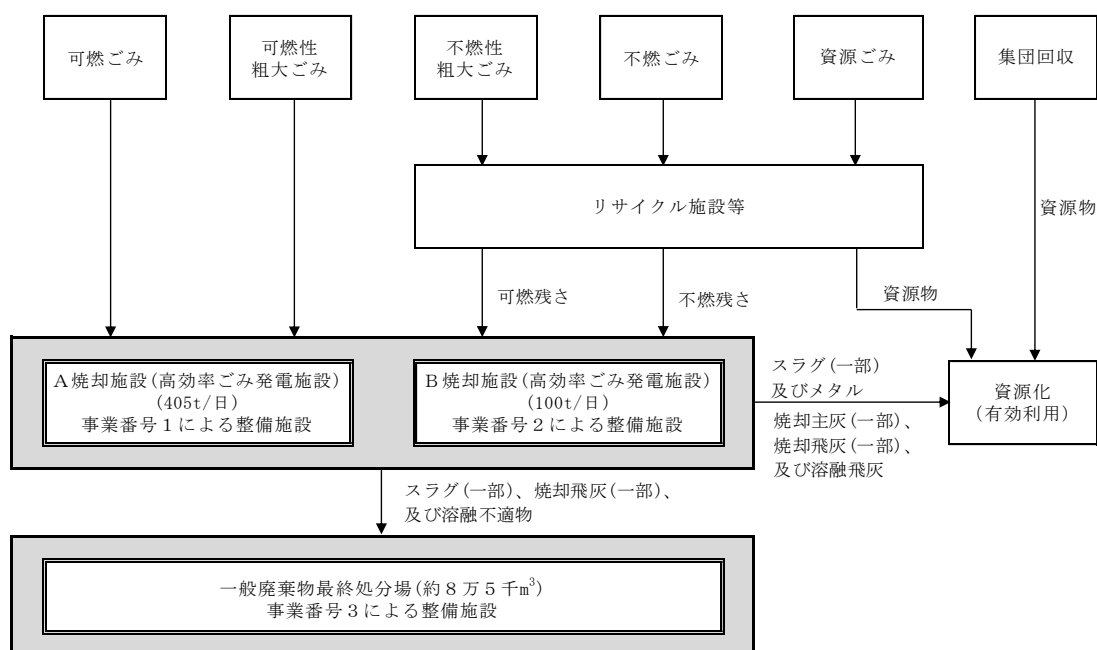 可燃ごみ
可燃性
粗大ごみ
不燃性
粗大ごみ
不燃ごみ
資源ごみ
集団回収
リサイクル施設等
資源物
可燃残さ
不燃残さ
資源物
A焼却施設(高効率ごみ発電施設)
(405t/日)
事業番号1による整備施設
B焼却施設(高効率ごみ発電施設)
(100t/日)
事業番号2による整備施設
スラグ(一部)
及びメタル
焼却主灰(一部)、
焼却飛灰(一部)、
及び溶融飛灰
資源化
(有効利用)
スラグ(一部)、焼却飛灰(一部)、
及び溶融不適物
一般廃棄物最終処分場(約8万5千m³)
事業番号3による整備施設